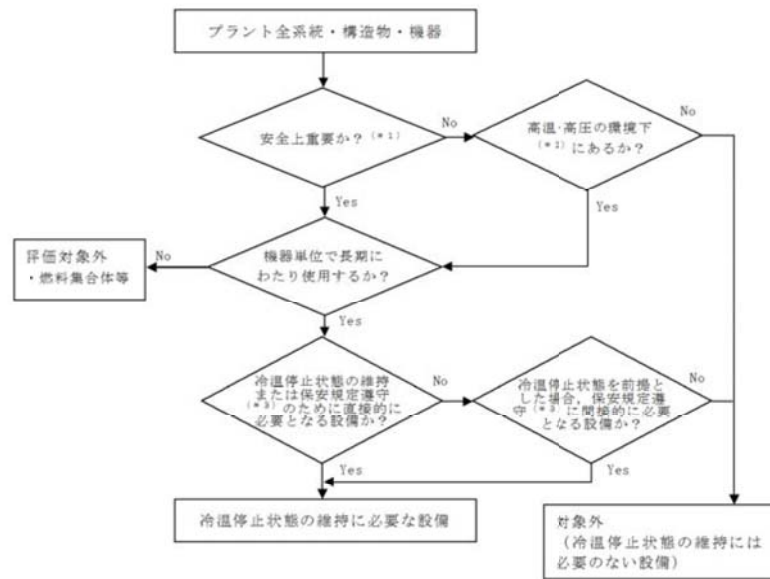 プラント全系統・構造物・機器
安全上重要か？(*1)
No
高温・高圧の環境下
(*2)にあるか？
No
Yes
Yes
評価対象外
・燃料集合体等
No
機器単位で長期に
わたり使用するか？
Yes
冷温停止状態の維持
または保安規定遵守
(*3)のために直接的に
必要となる設備か？
No
冷温停止状態を前提と
した場合，保安規定遵
守(*3)に間接的に必要
となる設備か？
No
Yes
Yes
冷温停止状態の維持に必要な設備
対象外
（冷温停止状態の維持には
必要のない設備）